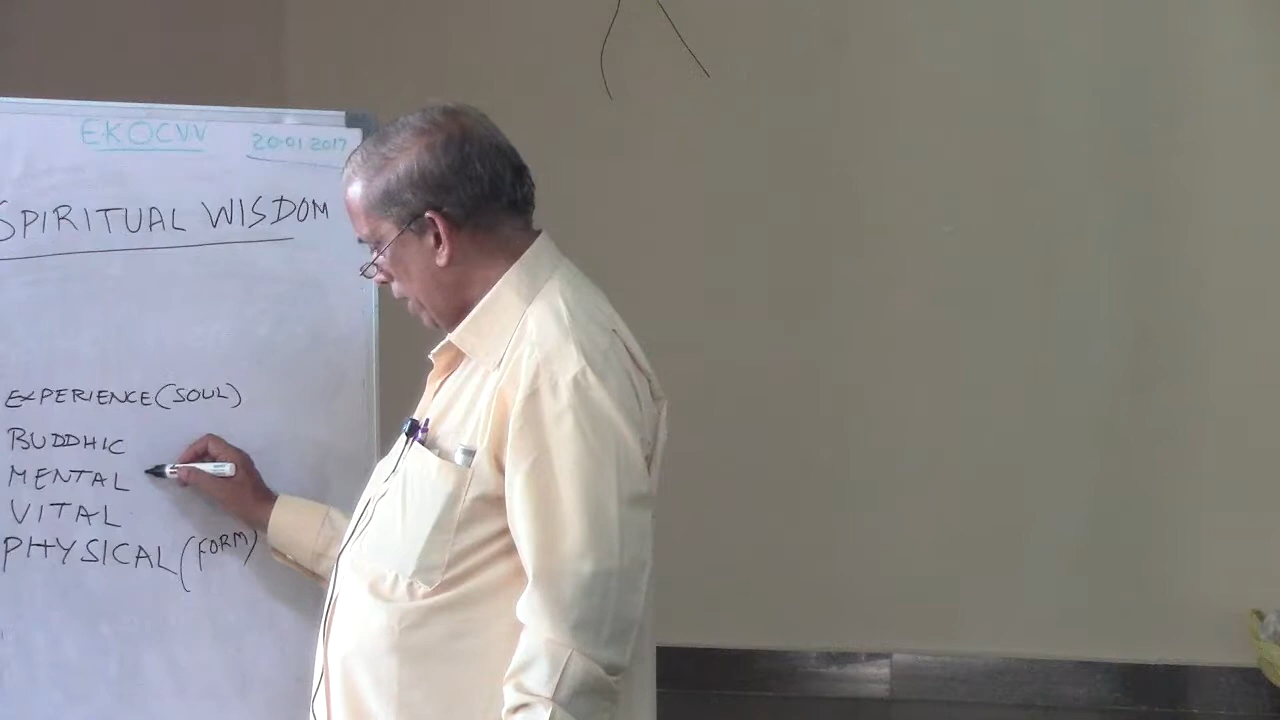 EKOCVV
20-01 2017
SPIRITUAL WISDOM
EXPERIENCE (SOUL)
BUDDHIC
MENTAL
VITAL
PHYSICAL (FORM)